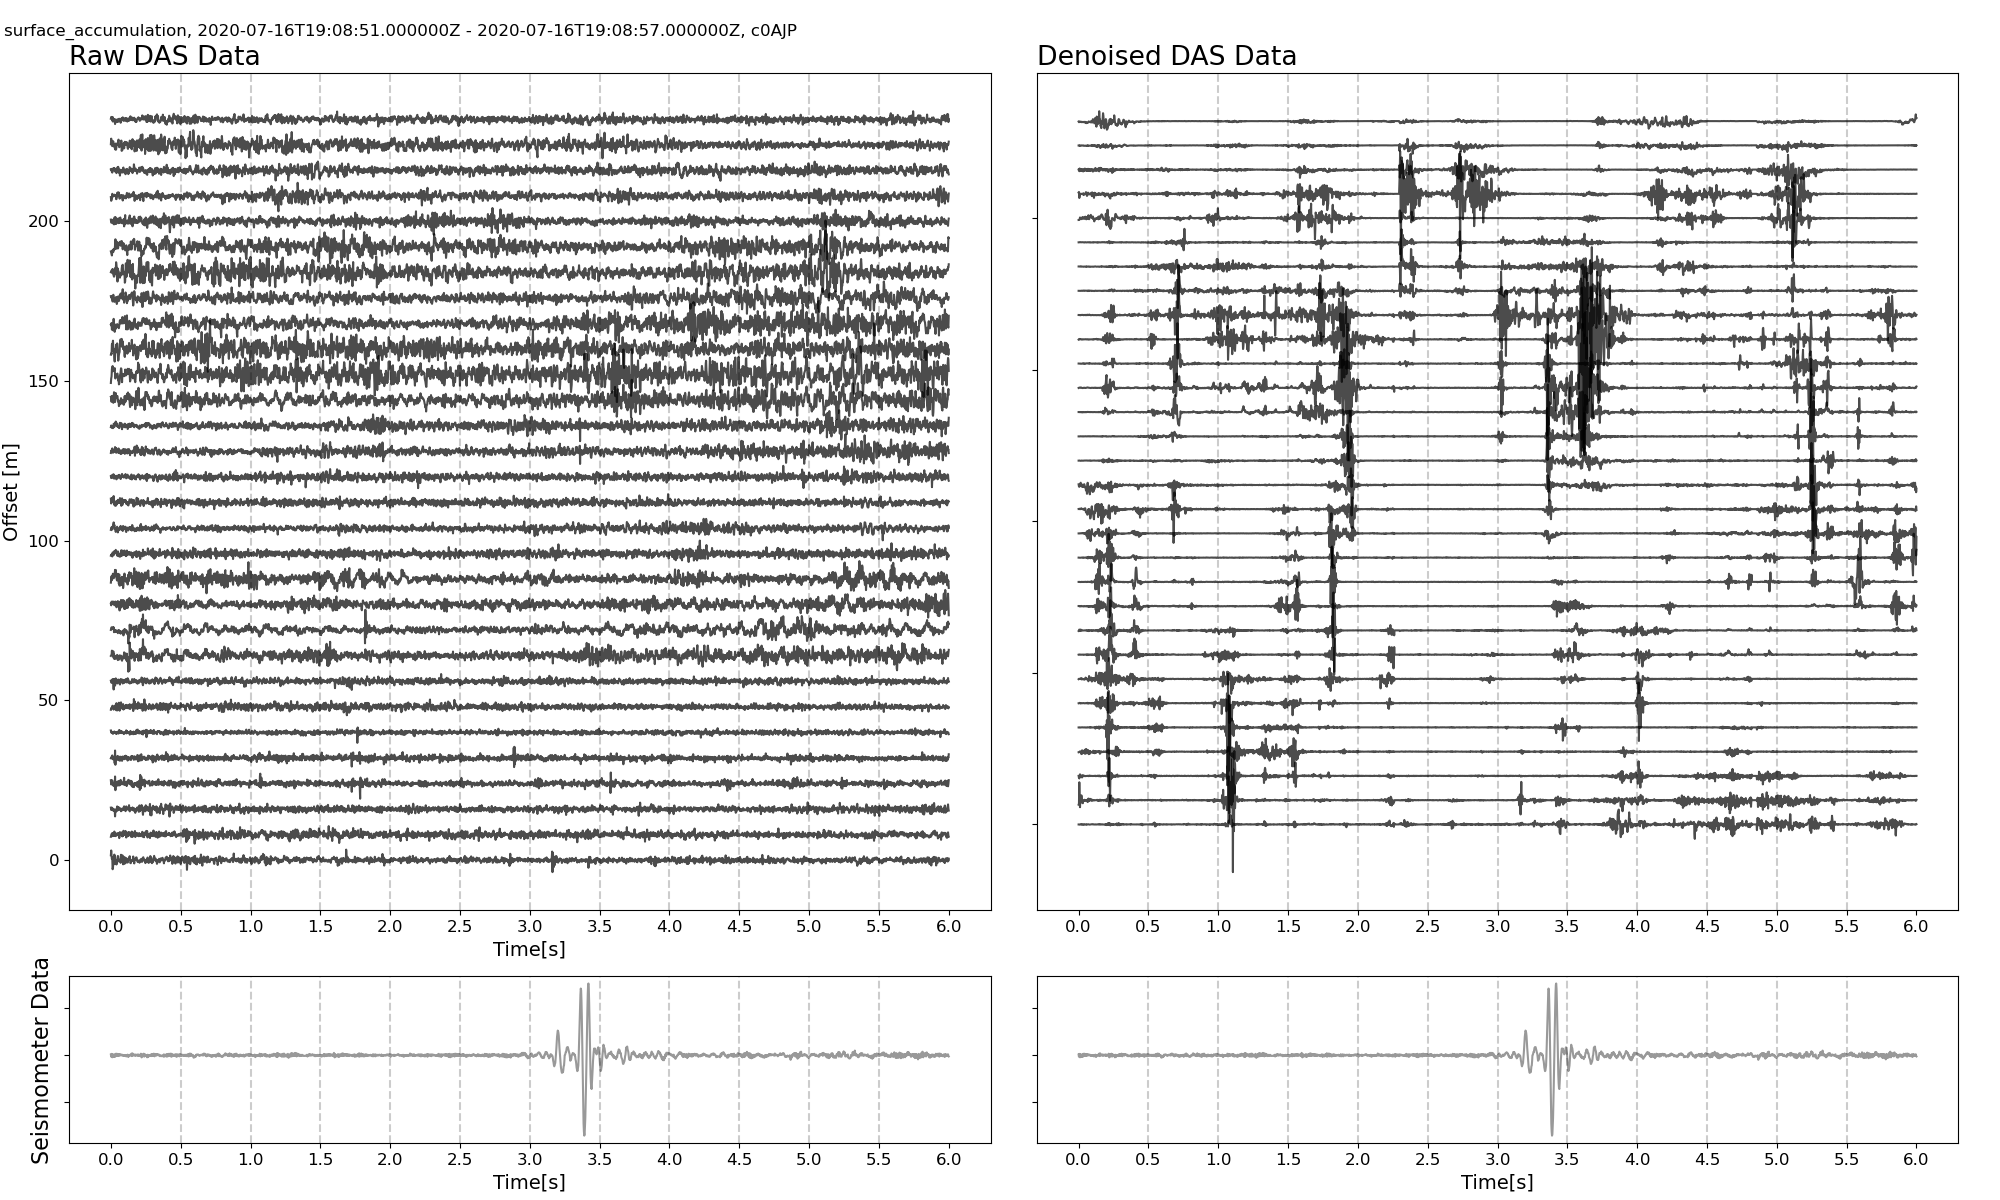 surface_accumulation, 2020-07-16T19:08:51.000000Z - 2020-07-16T19:08:57.000000Z, c0AJP
Raw DAS Data
Denoised DAS Data
Offset [m]
200
150
100
50
0
0.0 0.5 1.0 1.5 2.0 2.5 3.0 3.5 4.0 4.5 5.0 5.5 6.0
Time[s]
0.0 0.5 1.0 1.5 2.0 2.5 3.0 3.5 4.0 4.5 5.0 5.5 6.0
Seismometer Data
0.0 0.5 1.0 1.5 2.0 2.5 3.0 3.5 4.0 4.5 5.0 5.5 6.0
Time[s]
0.0 0.5 1.0 1.5 2.0 2.5 3.0 3.5 4.0 4.5 5.0 5.5 6.0
Time[s]